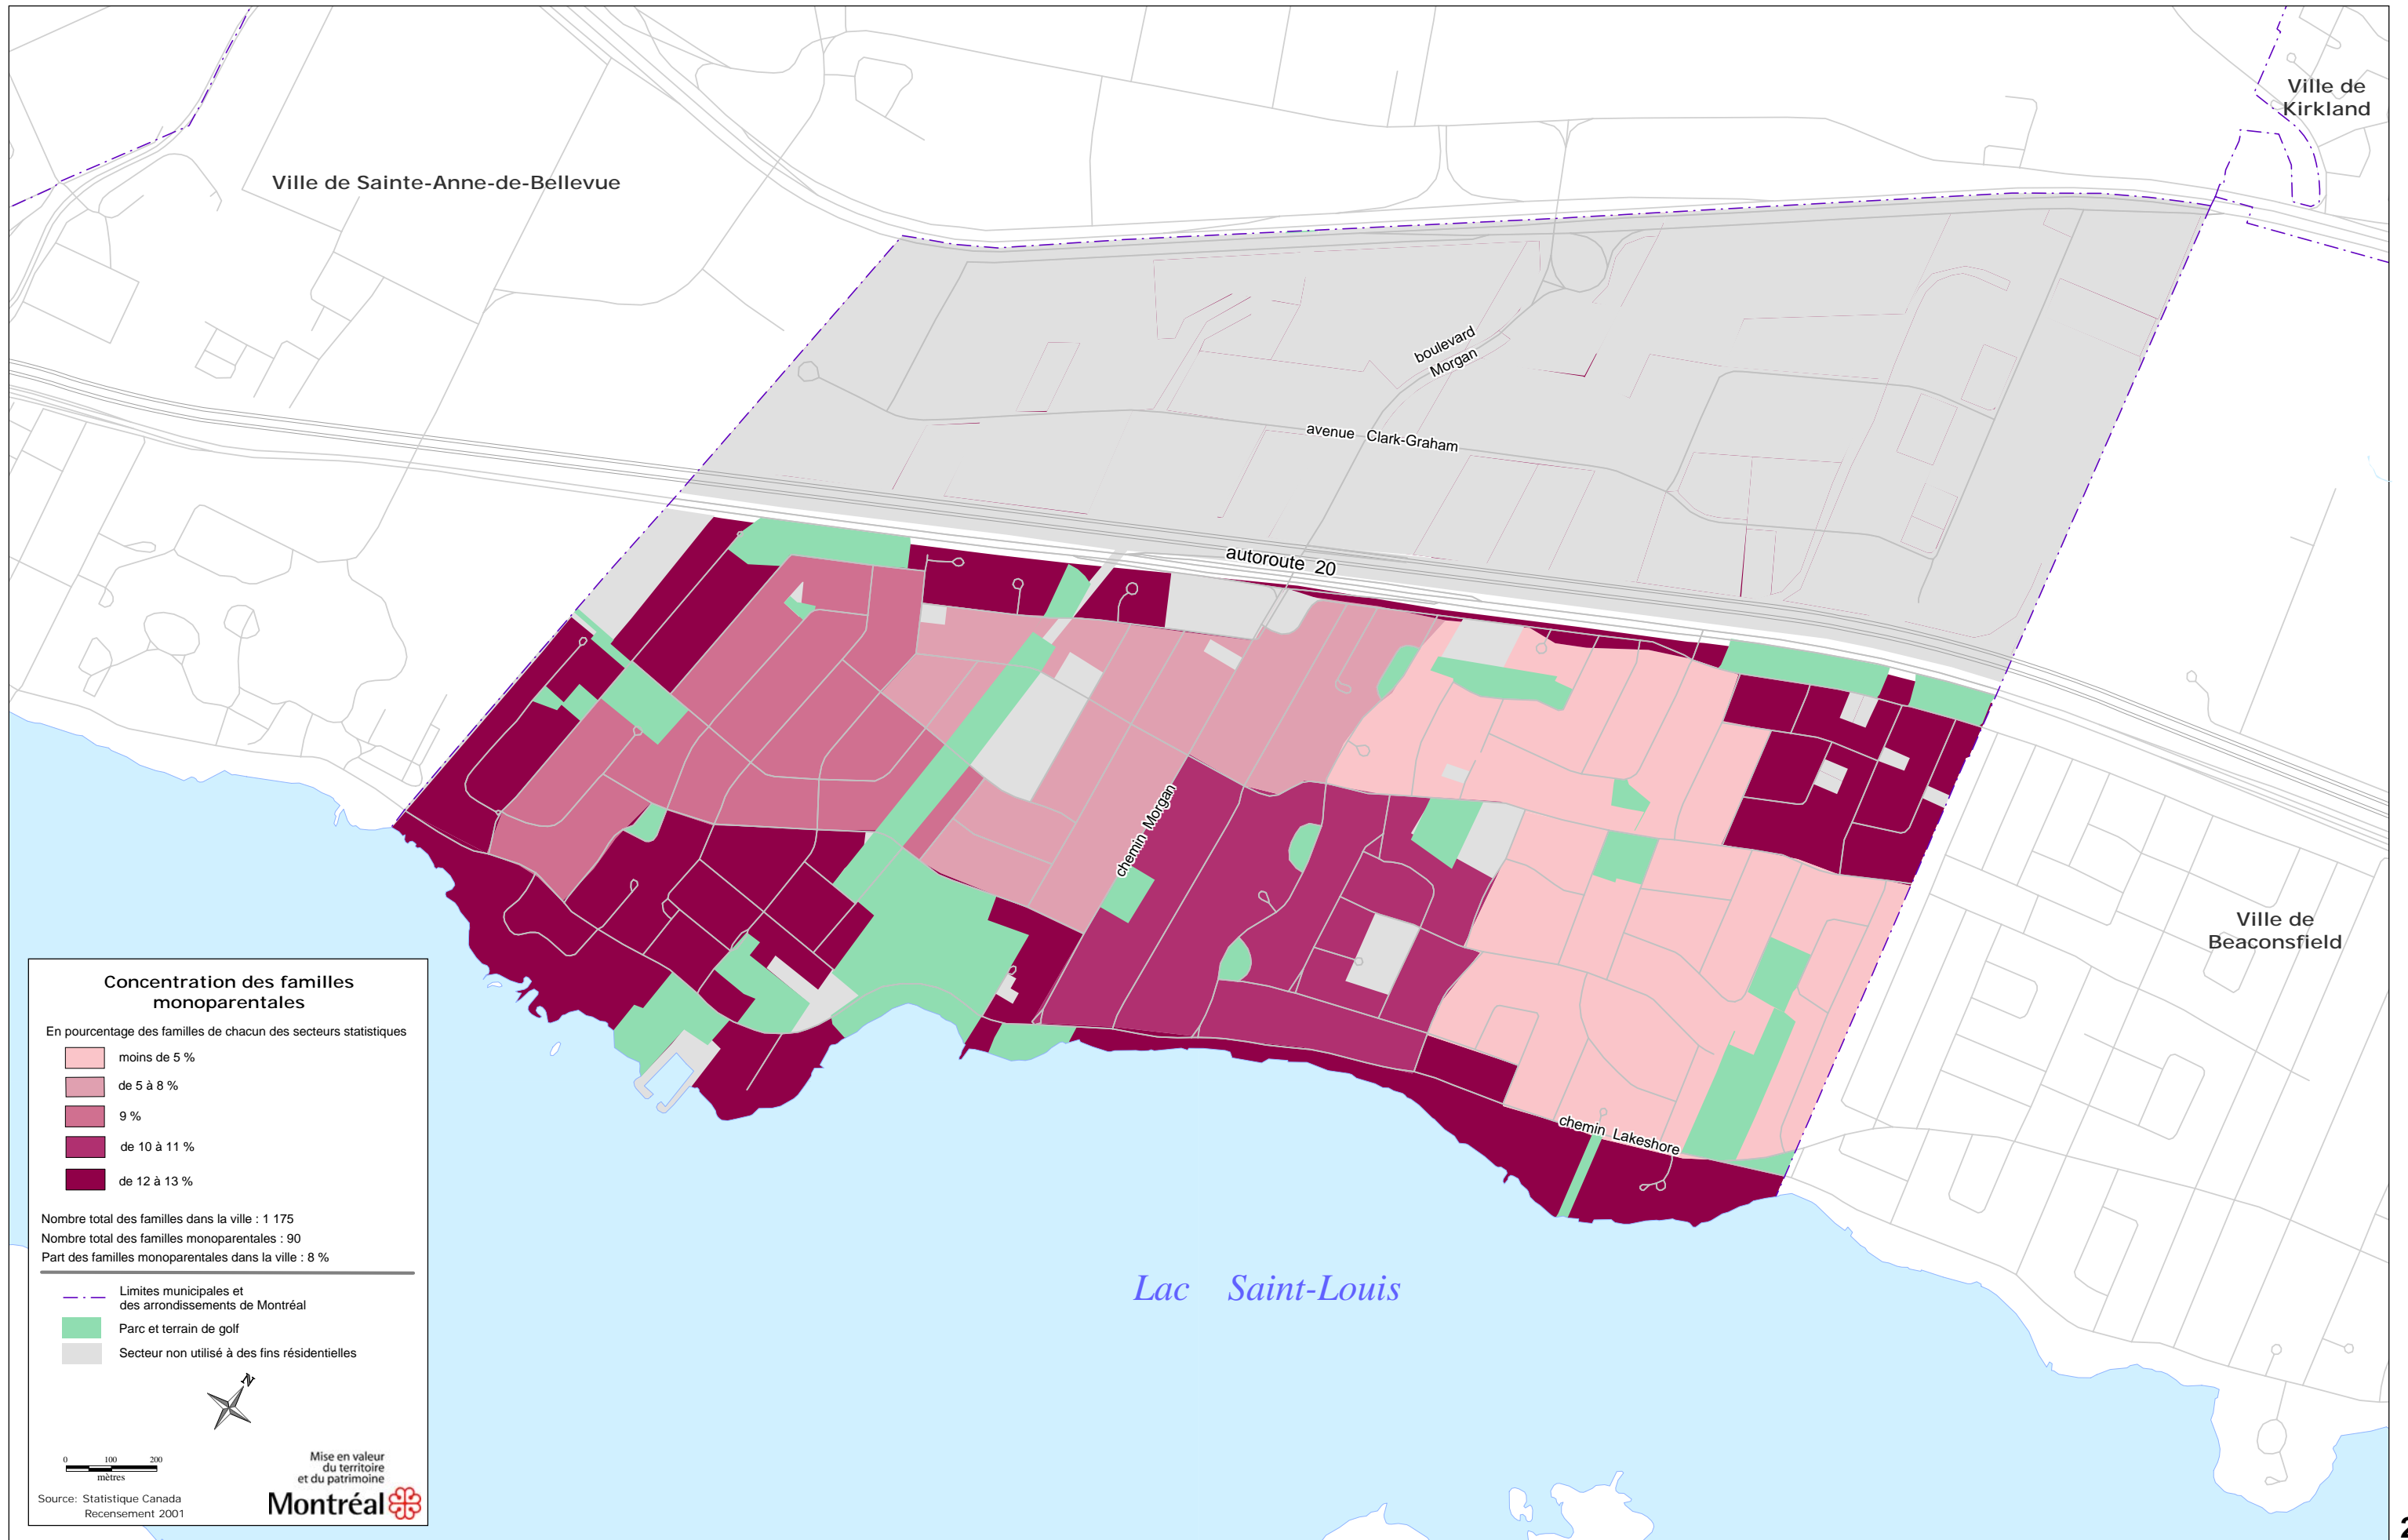 Ville de
Kirkland
Ville de Sainte-Anne-de-Bellevue
boulevard
Morgan
avenue Clark-Graham
autoroute 20
chemin Morgan
Ville de
Beaconsfield
chemin Lakeshore
Lac Saint-Louis
Concentration des familles
monoparentales
En pourcentage des familles de chacun des secteurs statistiques
moins de 5 %
de 5 à 8 %
9 %
de 10 à 11 %
de 12 à 13 %
Nombre total des familles dans la ville : 1 175
Nombre total des familles monoparentales : 90
Part des familles monoparentales dans la ville : 8 %
Limites municipales et
des arrondissements de Montréal
Parc et terrain de golf
Secteur non utilisé à des fins résidentielles
N
0 100 200
mètres
Mise en valeur
du territoire
et du patrimoine
Montréal
Source: Statistique Canada
Recensement 2001